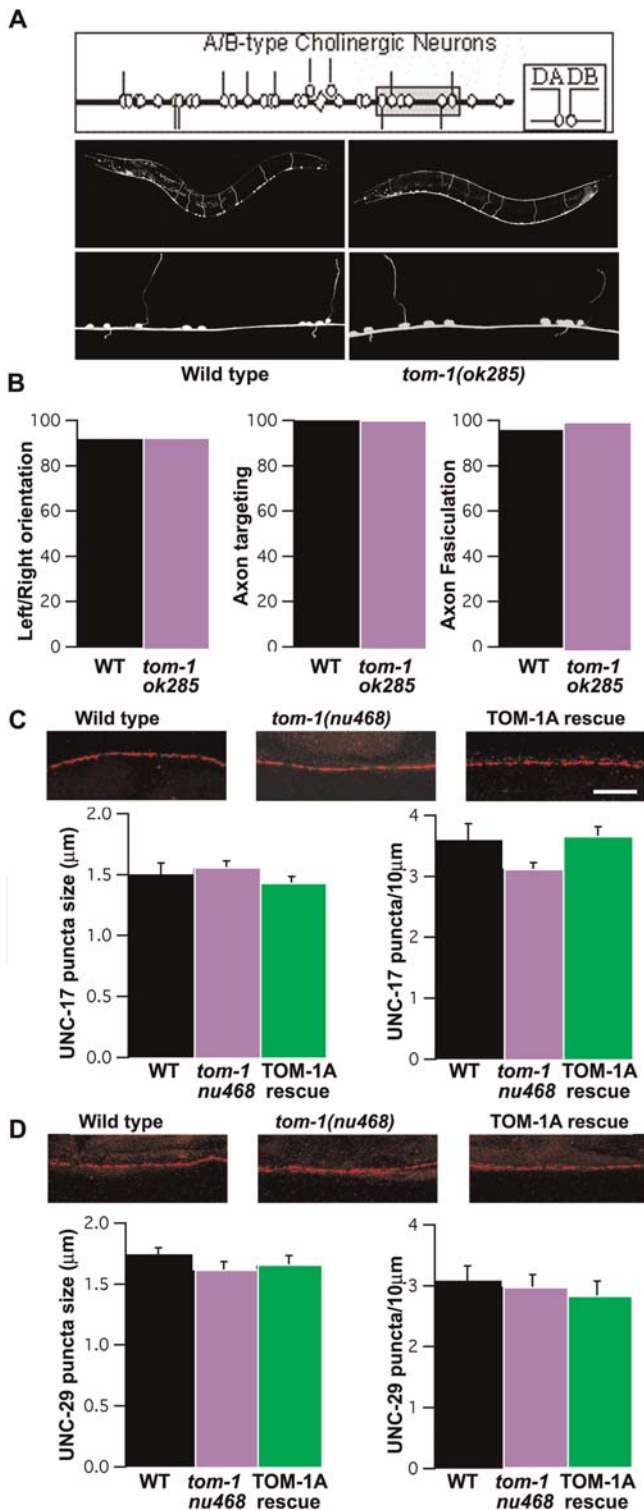 A
A/B-type Cholinergic Neurons
DA DB
Wild type tom-1(ok285)
B
Left/Right orientation
100
80
60
40
20
0
WT tom-1 ok285
Axon targeting
100
80
60
40
20
0
WT tom-1 ok285
Axon Fasiculation
100
80
60
40
20
0
WT tom-1 ok285
C
Wild type tom-1(nu468) TOM-1A rescue
UNC-17 puncta size (μm)
2.0
1.5
1.0
0.5
0.0
WT tom-1 nu468 TOM-1A rescue
UNC-17 puncta/10μm
4
3
2
1
0
WT tom-1 nu468 TOM-1A rescue
D
Wild type tom-1(nu468) TOM-1A rescue
UNC-29 puncta size (μm)
2.0
1.5
1.0
0.5
0.0
WT tom-1 nu468 TOM-1A rescue
UNC-29 puncta/10μm
4
3
2
1
0
WT tom-1 nu468 TOM-1A rescue